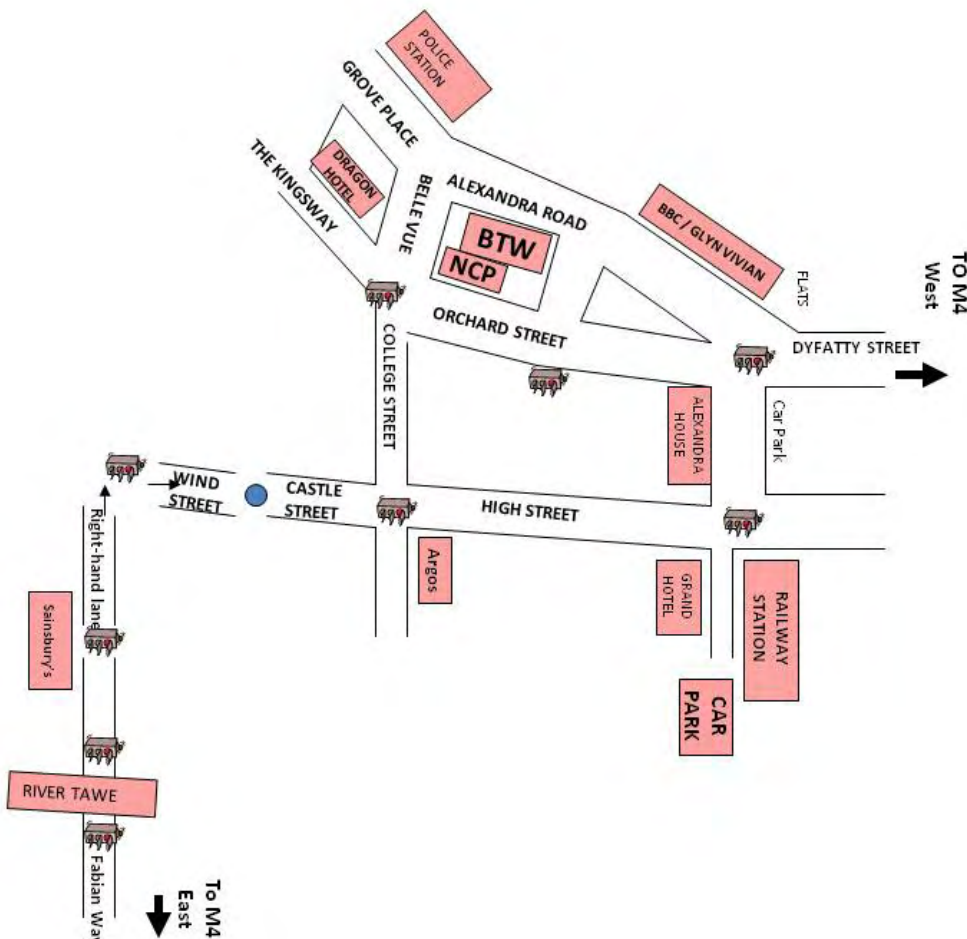 POLICE
STATION
GROVE PLACE
DRAGON
HOTEL
THE KINGSWAY
BELLE VUE
ALEXANDRA ROAD
BTW
NCP
BBC / GLYN VIVIAN
FLATS
TO M4
West
ORCHARD STREET
DYFATTY STREET
COLLEGE STREET
ALEXANDRA
HOUSE
Car Park
WIND
STREET
CASTLE
STREET
HIGH STREET
Right-hand lane
Argos
GRAND
HOTEL
RAILWAY
STATION
Sainsbury's
CAR
PARK
RIVER TAWE
Fabian Way
To M4
East